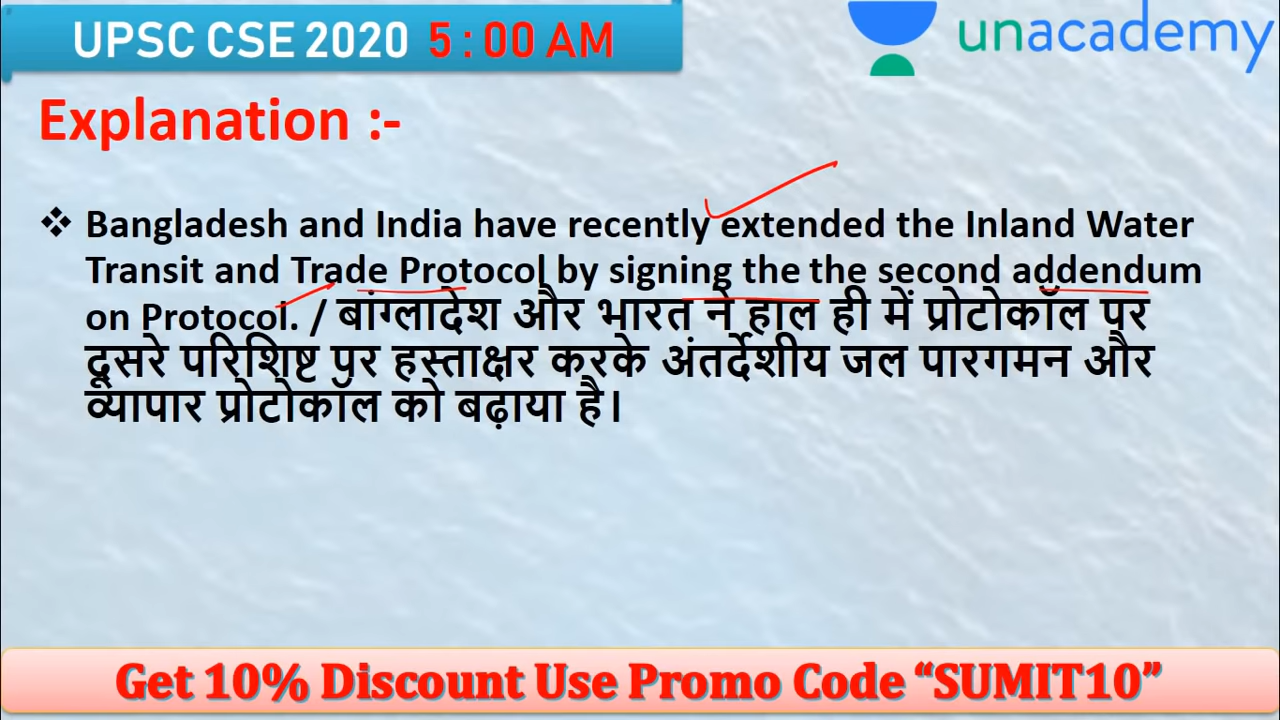 UPSC CSE 2020 5 : 00 AM
unacademy
Explanation :-
❖ Bangladesh and India have recently extended the Inland Water
Transit and Trade Protocol by signing the the second addendum
on Protocol. / बांग्लादेश और भारत ने हाल ही में प्रोटोकॉल पर
दूसरे परिशिष्ट पर हस्ताक्षर करके अंतर्देशीय जल पारगमन और
व्यापार प्रोटोकॉल को बढ़ाया है।
Get 10% Discount Use Promo Code “SUMIT10”